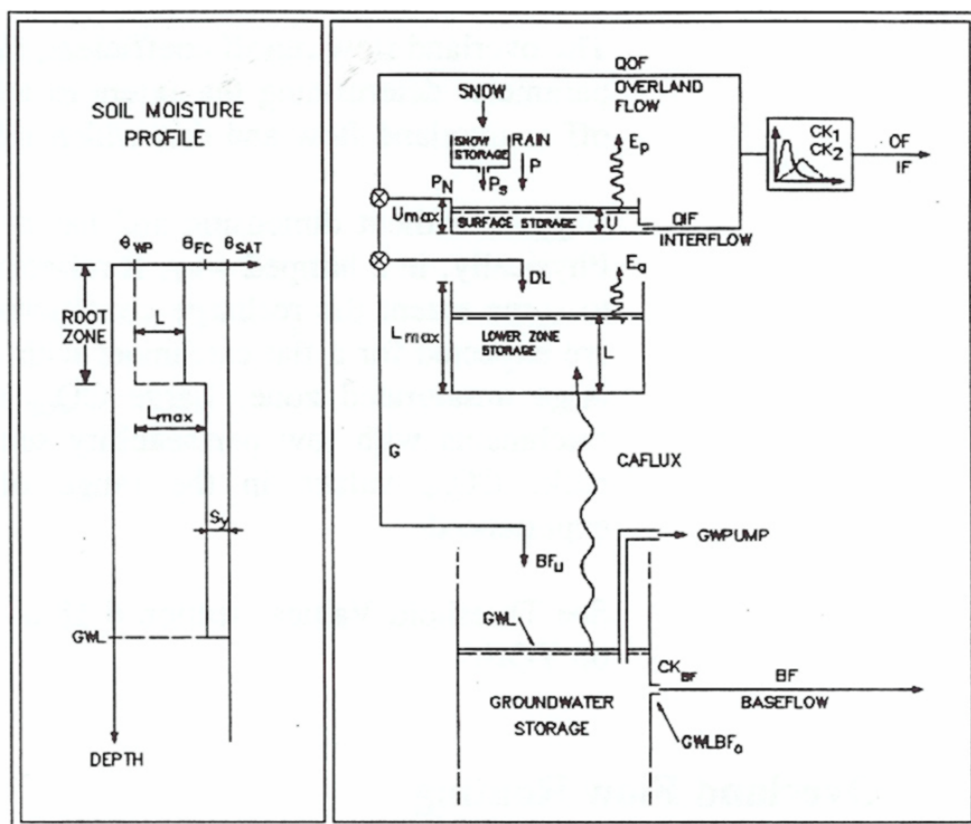 SOIL MOISTURE
PROFILE
θWP θFC θSAT
ROOT
ZONE
L
Lmax
Sy
GWL
DEPTH
QOF
OVERLAND
FLOW
SNOW
SNOW
STORAGE
RAIN
P
Ps
PN
Ep
Umax
SURFACE STORAGE
U
QIF
INTERFLOW
CK1
CK2
OF
IF
DL
Ea
Lmax
LOWER ZONE
STORAGE
L
G
CAFLUX
BFu
GWPUMP
GWL
GROUNDWATER
STORAGE
CKBF
BF
BASEFLOW
GWLBFo